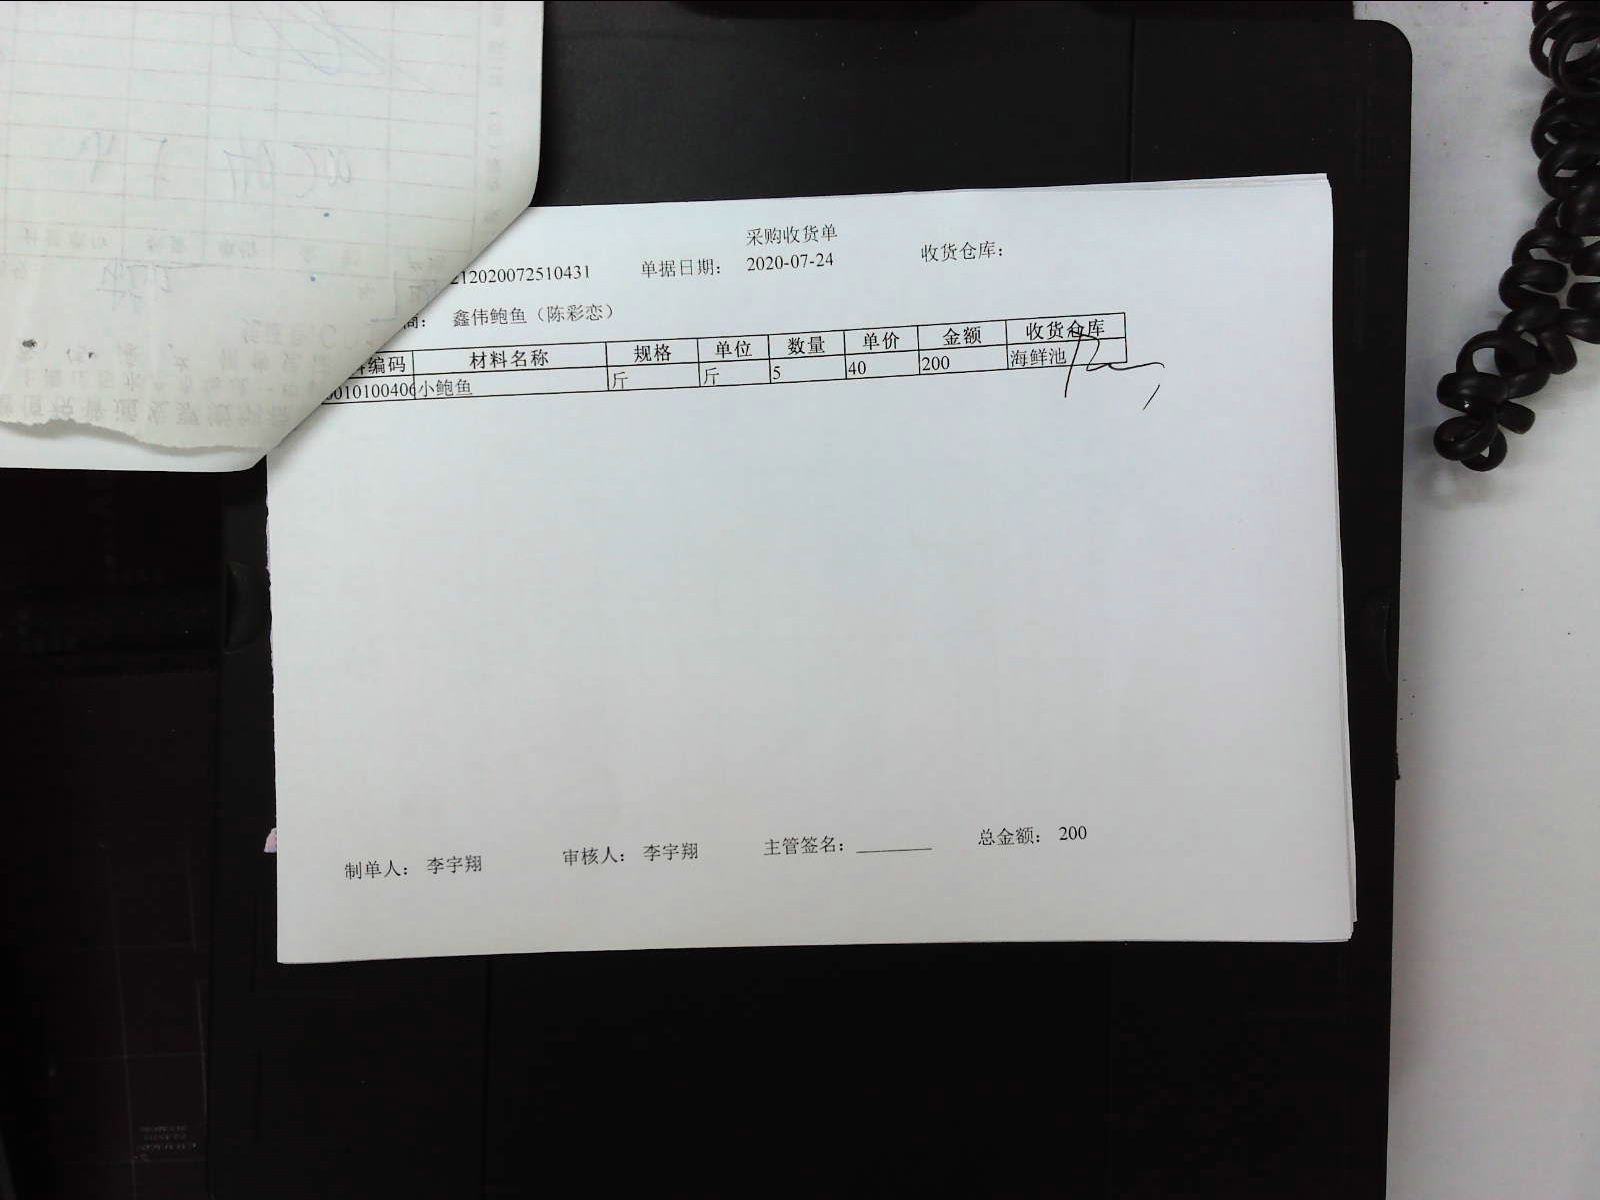 采购收货单
212020072510431 单据日期： 2020-07-24 收货仓库：
商： 鑫伟鲍鱼（陈彩恋）
编码 材料名称 规格 单位 数量 单价 金额 收货仓库
010100406 小鲍鱼 斤 斤 5 40 200 海鲜池
制单人： 李宇翔 审核人： 李宇翔 主管签名：________ 总金额： 200